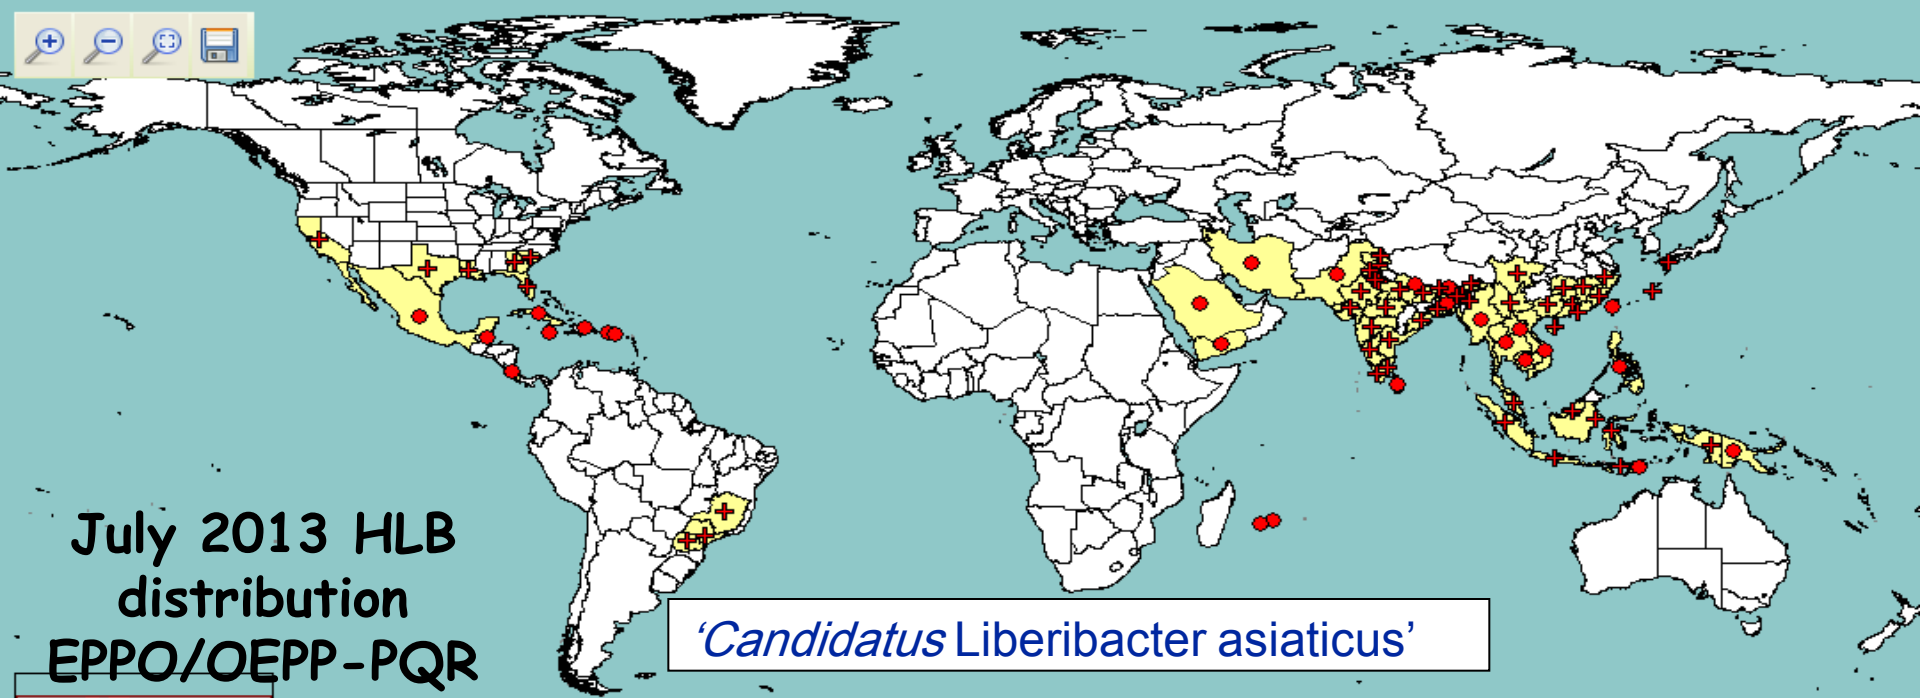 July 2013 HLB
distribution
EPPO/OEPP-PQR
‘Candidatus Liberibacter asiaticus’